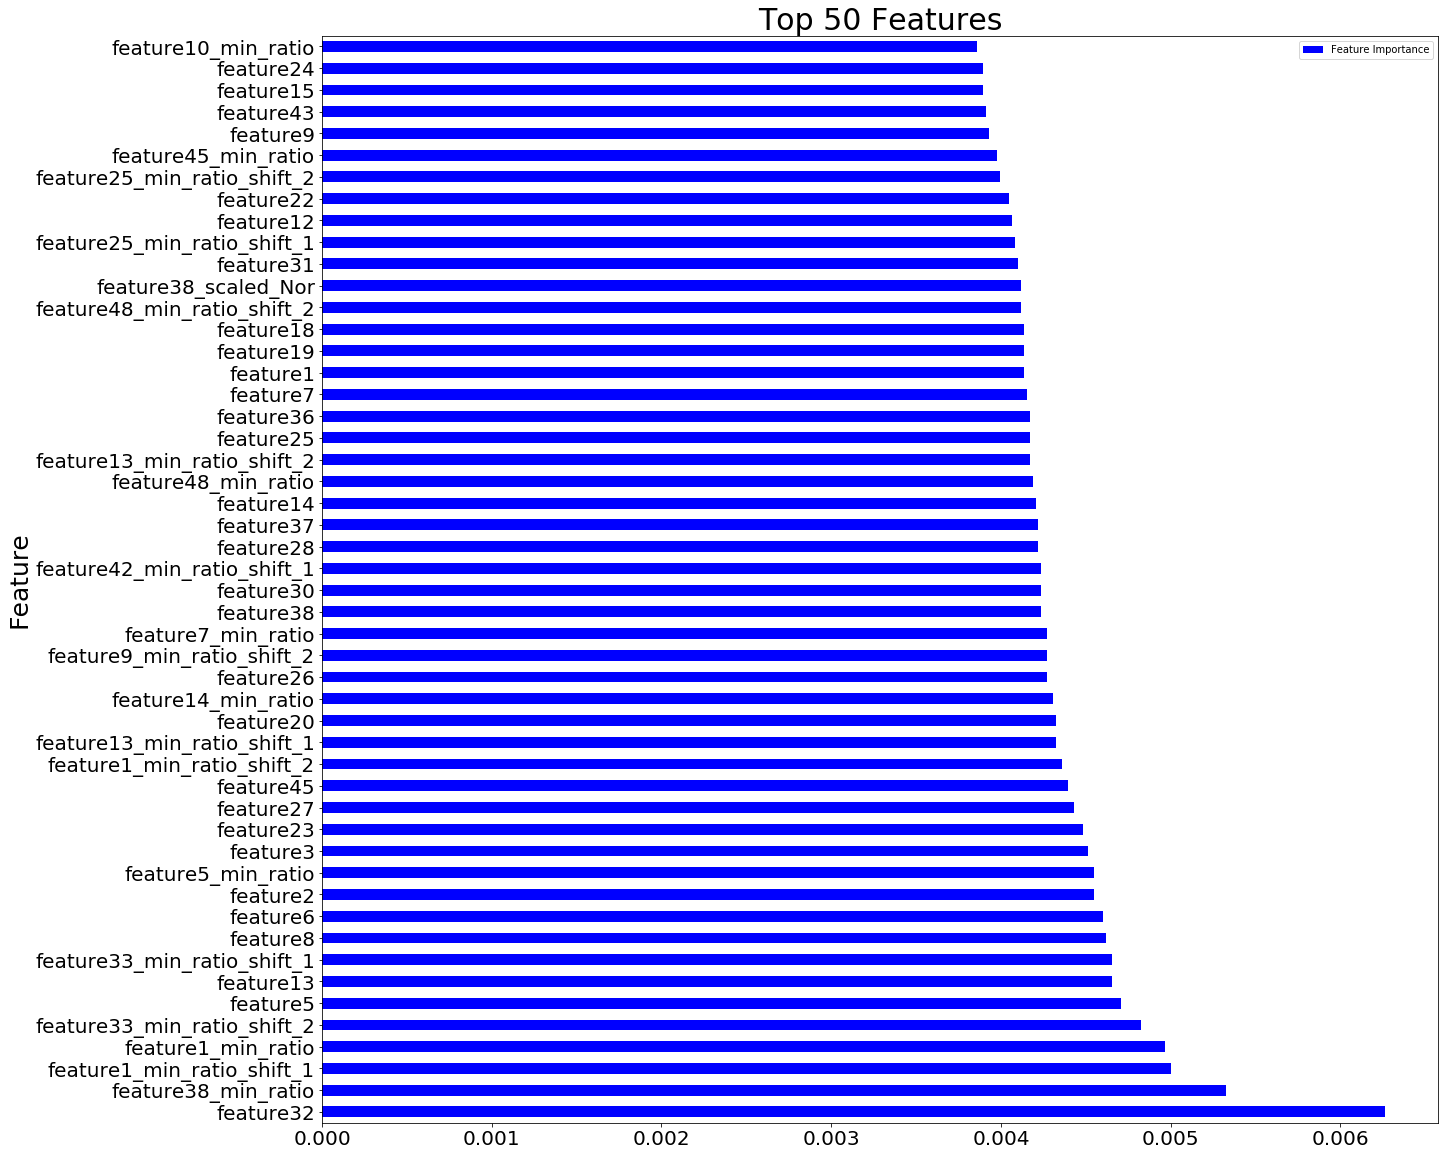 Top 50 Features
Feature Importance
feature10_min_ratio
feature24
feature15
feature43
feature9
feature45_min_ratio
feature25_min_ratio_shift_2
feature22
feature12
feature25_min_ratio_shift_1
feature31
feature38_scaled_Nor
feature48_min_ratio_shift_2
feature18
feature19
feature1
feature7
feature36
feature25
feature13_min_ratio_shift_2
feature48_min_ratio
feature14
feature37
feature28
feature42_min_ratio_shift_1
feature30
feature38
feature7_min_ratio
feature9_min_ratio_shift_2
feature26
feature14_min_ratio
feature20
feature13_min_ratio_shift_1
feature1_min_ratio_shift_2
feature45
feature27
feature23
feature3
feature5_min_ratio
feature2
feature6
feature8
feature33_min_ratio_shift_1
feature13
feature5
feature33_min_ratio_shift_2
feature1_min_ratio
feature1_min_ratio_shift_1
feature38_min_ratio
feature32
Feature
0.000 0.001 0.002 0.003 0.004 0.005 0.006